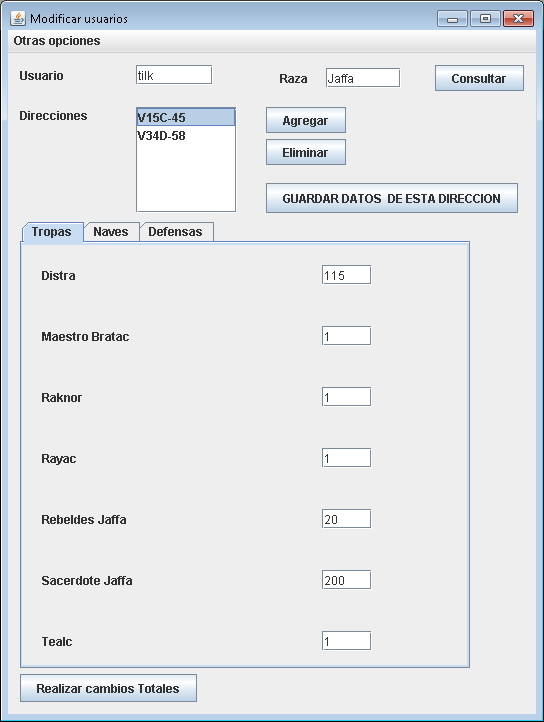 Modificar usuarios
Otras opciones
Usuario tilk Raza Jaffa Consultar
Direcciones V15C-45 Agregar
V34D-58
Eliminar
GUARDAR DATOS DE ESTA DIRECCION
Tropas Naves Defensas
Distra 115
Maestro Bratac 1
Raknor 1
Rayac 1
Rebeldes Jaffa 20
Sacerdote Jaffa 200
Tealc 1
Realizar cambios Totales